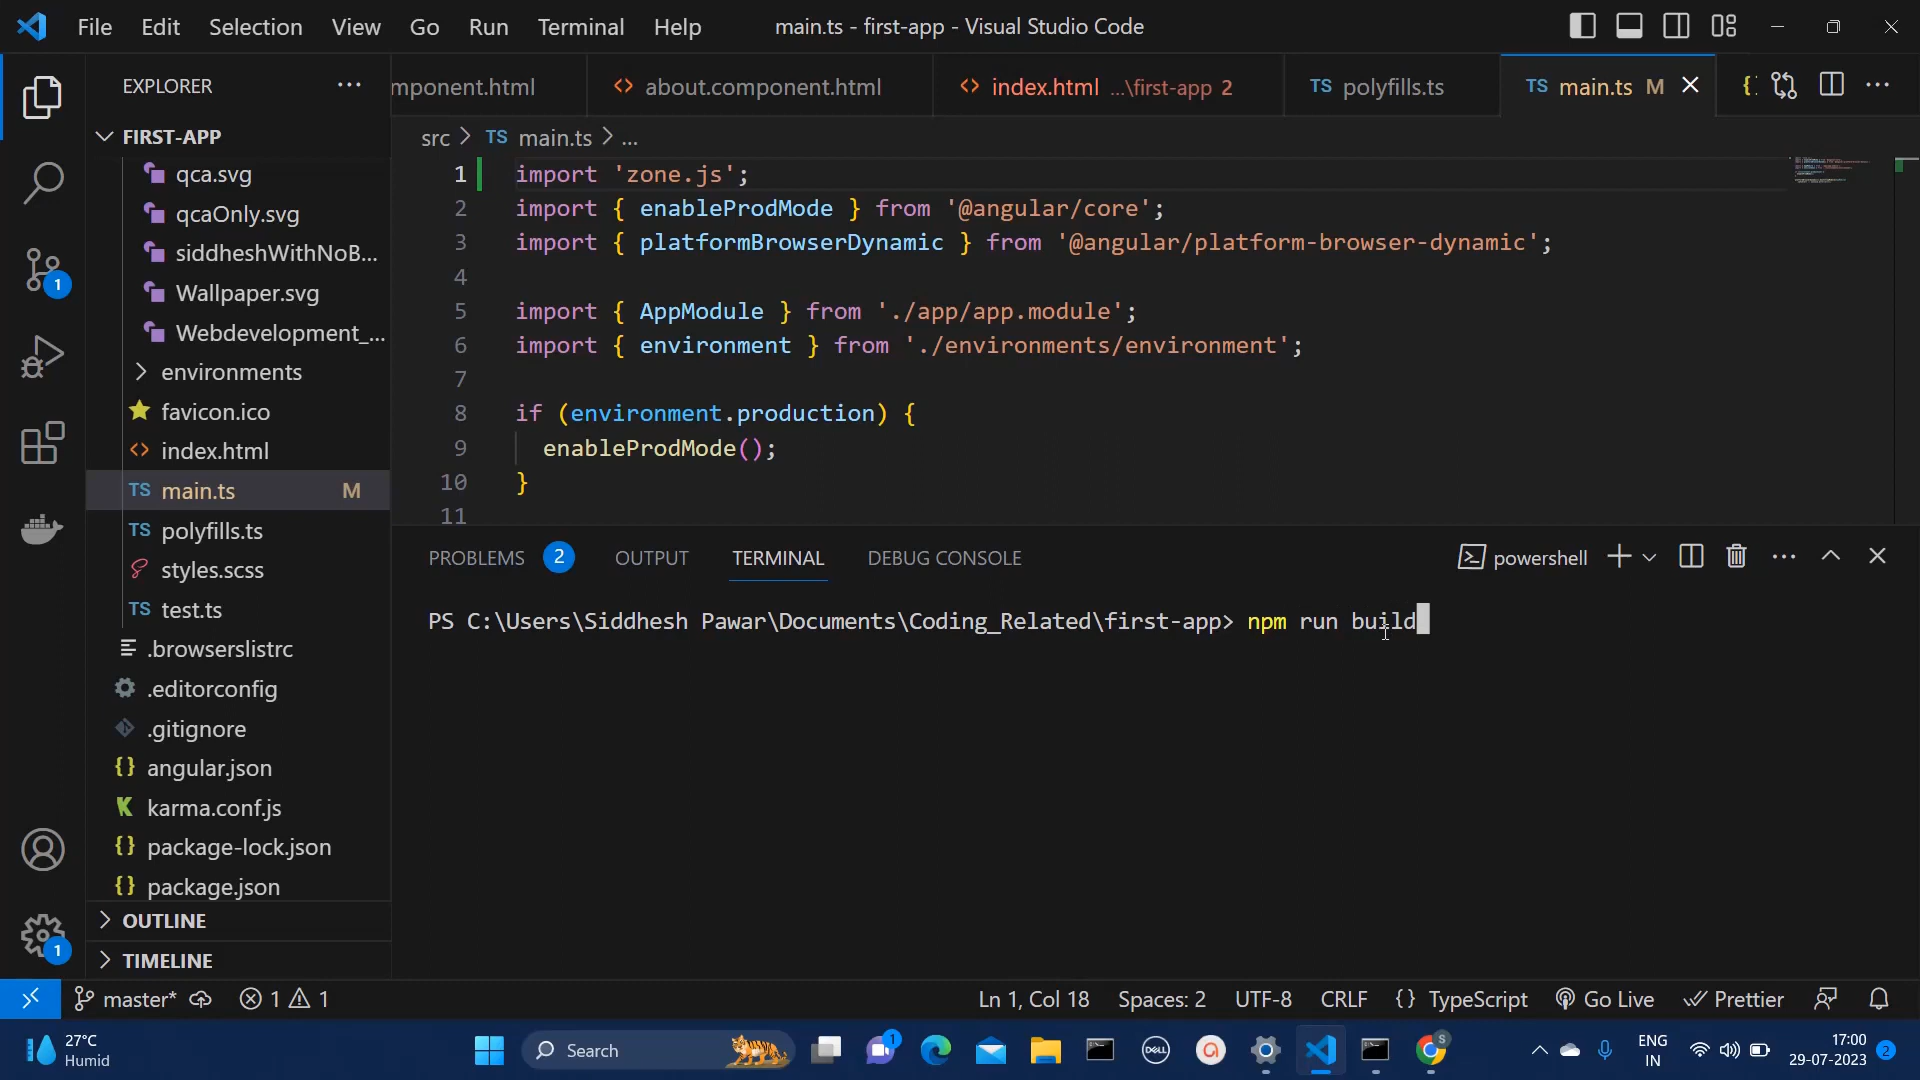 File Edit Selection View Go Run Terminal Help main.ts - first-app - Visual Studio Code
EXPLORER
FIRST-APP
qca.svg
qcaOnly.svg
siddheshWithNoB...
Wallpaper.svg
Webdevelopment_...
environments
favicon.ico
index.html
TS main.ts M
TS polyfills.ts
styles.scss
TS test.ts
.browserslistrc
.editorconfig
.gitignore
{} angular.json
karma.conf.js
{} package-lock.json
{} package.json
OUTLINE
TIMELINE
mponent.html <> about.component.html <> index.html ...\first-app 2 TS polyfills.ts TS main.ts M {
src > TS main.ts > ...
1 import 'zone.js';
2 import { enableProdMode } from '@angular/core';
3 import { platformBrowserDynamic } from '@angular/platform-browser-dynamic';
4
5 import { AppModule } from './app/app.module';
6 import { environment } from './environments/environment';
7
8 if (environment.production) {
9 enableProdMode();
10 }
11
PROBLEMS 2 OUTPUT TERMINAL DEBUG CONSOLE powershell
PS C:\Users\Siddhesh Pawar\Documents\Coding_Related\first-app> npm run build
1
1
master* 1 1 Ln 1, Col 18 Spaces: 2 UTF-8 CRLF {} TypeScript Go Live Prettier
27°C
Humid
Search
1
DELL
S
ENG
IN
17:00
29-07-2023
2